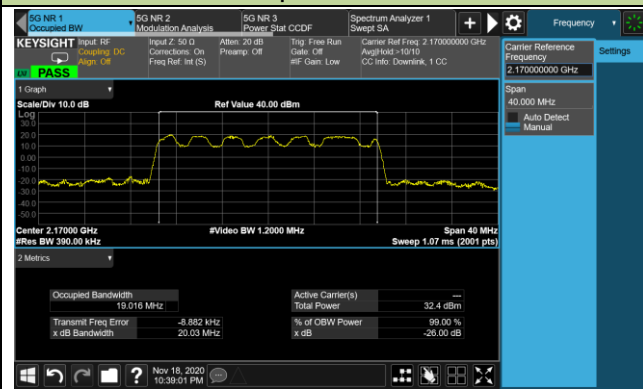 5G NR 1
Occupied BW
5G NR 2
Modulation Analysis
5G NR 3
Power Stat CCDF
Spectrum Analyzer 1
Swept SA
Frequency
KEYSIGHT
Input: RF
Coupling: DC
Align: Off
Input Z: 50 Ω
Corrections: On
Freq Ref: Int (S)
Atten: 20 dB
Preamp: Off
Trig: Free Run
Gate: Off
#IF Gain: Low
Carrier Ref Freq: 2.170000000 GHz
Avg|Hold:>10/10
CC Info: Downlink, 1 CC
LW PASS
Carrier Reference
Frequency
2.170000000 GHz
Settings
Span
40.000 MHz
Auto Detect
Manual
1 Graph
Scale/Div 10.0 dB
Ref Value 40.00 dBm
Log
30.0
20.0
10.0
0.00
-10.0
-20.0
-30.0
-40.0
-50.0
Center 2.17000 GHz
#Video BW 1.2000 MHz
Span 40 MHz
#Res BW 390.00 kHz
Sweep 1.07 ms (2001 pts)
2 Metrics
Occupied Bandwidth
19.016 MHz
Active Carrier(s) ---
Total Power 32.4 dBm
Transmit Freq Error -8.882 kHz
x dB Bandwidth 20.03 MHz
% of OBW Power 99.00 %
x dB -26.00 dB
?
Nov 18, 2020
10:39:01 PM